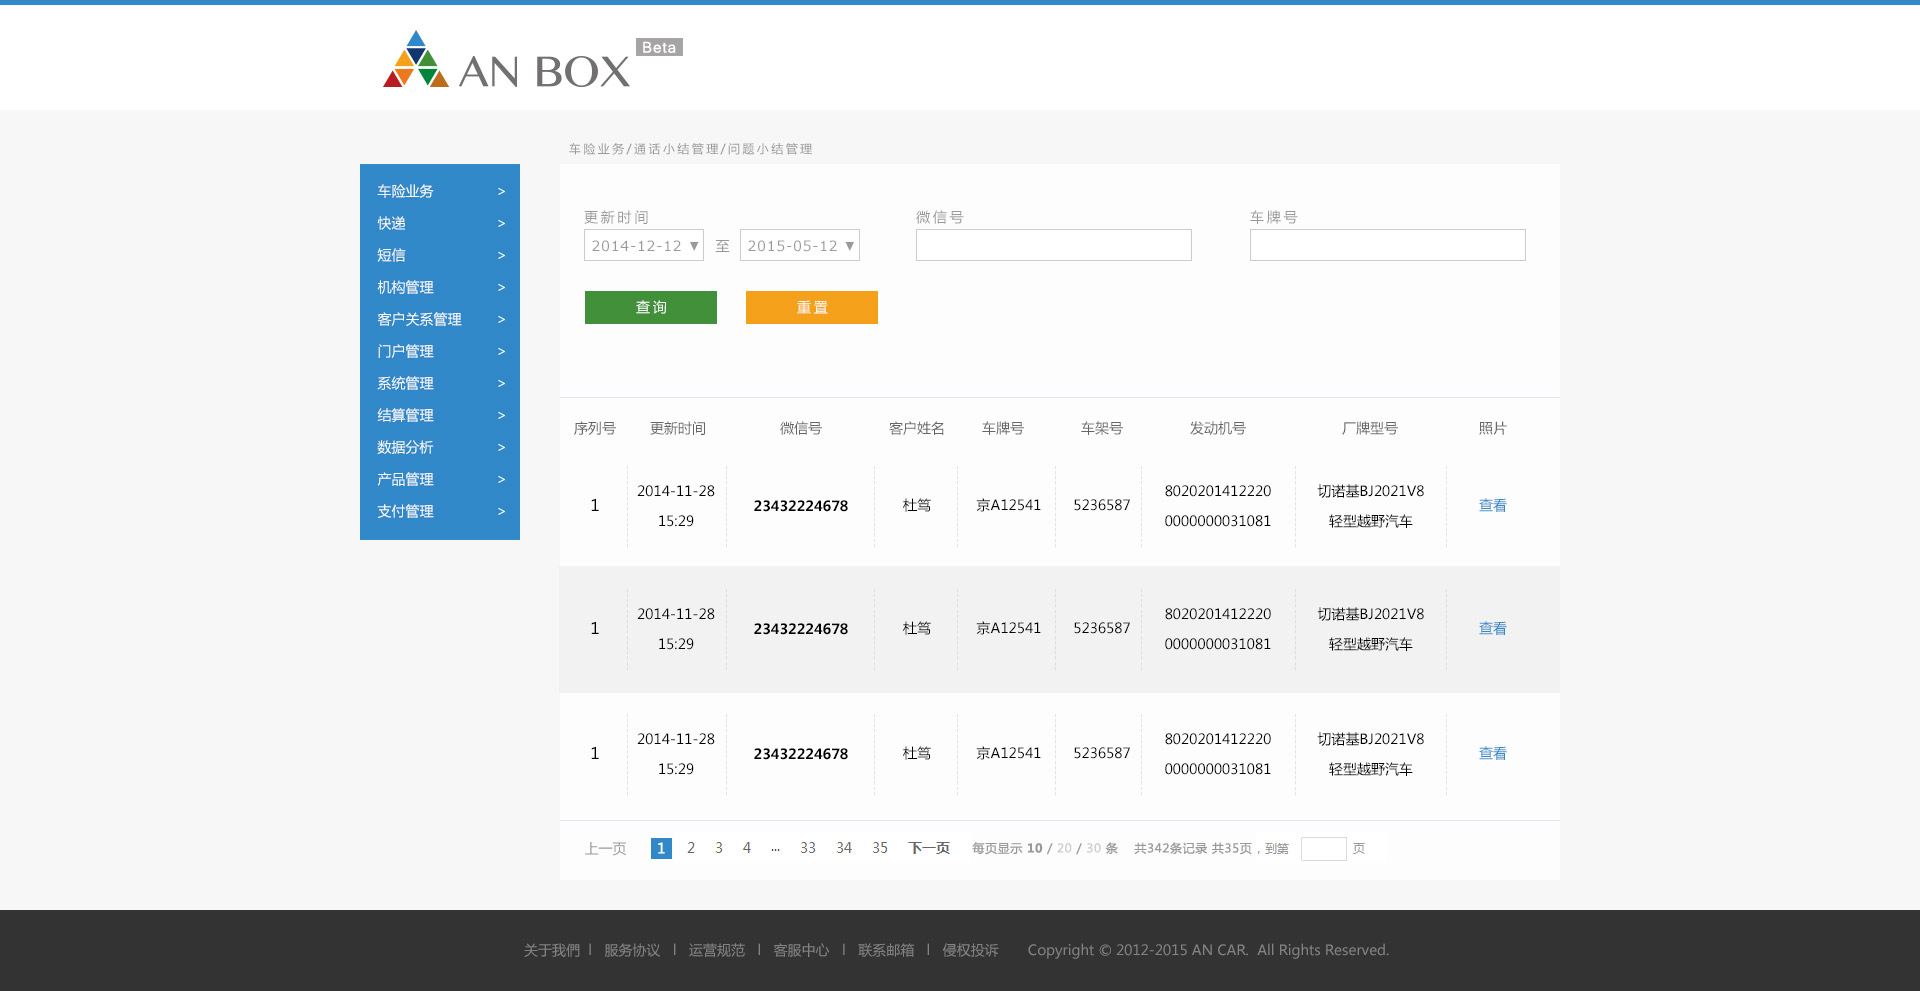 AN BOX Beta
车险业务/通话小结管理/问题小结管理
车险业务 >
快递 >
短信 >
机构管理 >
客户关系管理 >
门户管理 >
系统管理 >
结算管理 >
数据分析 >
产品管理 >
支付管理 >
更新时间 微信号 车牌号
2014-12-12 ▼ 至 2015-05-12 ▼
查询 重置
序列号 更新时间 微信号 客户姓名 车牌号 车架号 发动机号 厂牌型号 照片
2014-11-28 8020201412220 切诺基BJ2021V8
1 23432224678 杜笃 京A12541 5236587 查看
15:29 0000000031081 轻型越野汽车
2014-11-28 8020201412220 切诺基BJ2021V8
1 23432224678 杜笃 京A12541 5236587 查看
15:29 0000000031081 轻型越野汽车
2014-11-28 8020201412220 切诺基BJ2021V8
1 23432224678 杜笃 京A12541 5236587 查看
15:29 0000000031081 轻型越野汽车
上一页 1 2 3 4 ... 33 34 35 下一页 每页显示 10 / 20 / 30 条 共342条记录 共35页，到第 页
关于我們 | 服务协议 | 运营规范 | 客服中心 | 联系邮箱 | 侵权投诉 Copyright © 2012-2015 AN CAR. All Rights Reserved.